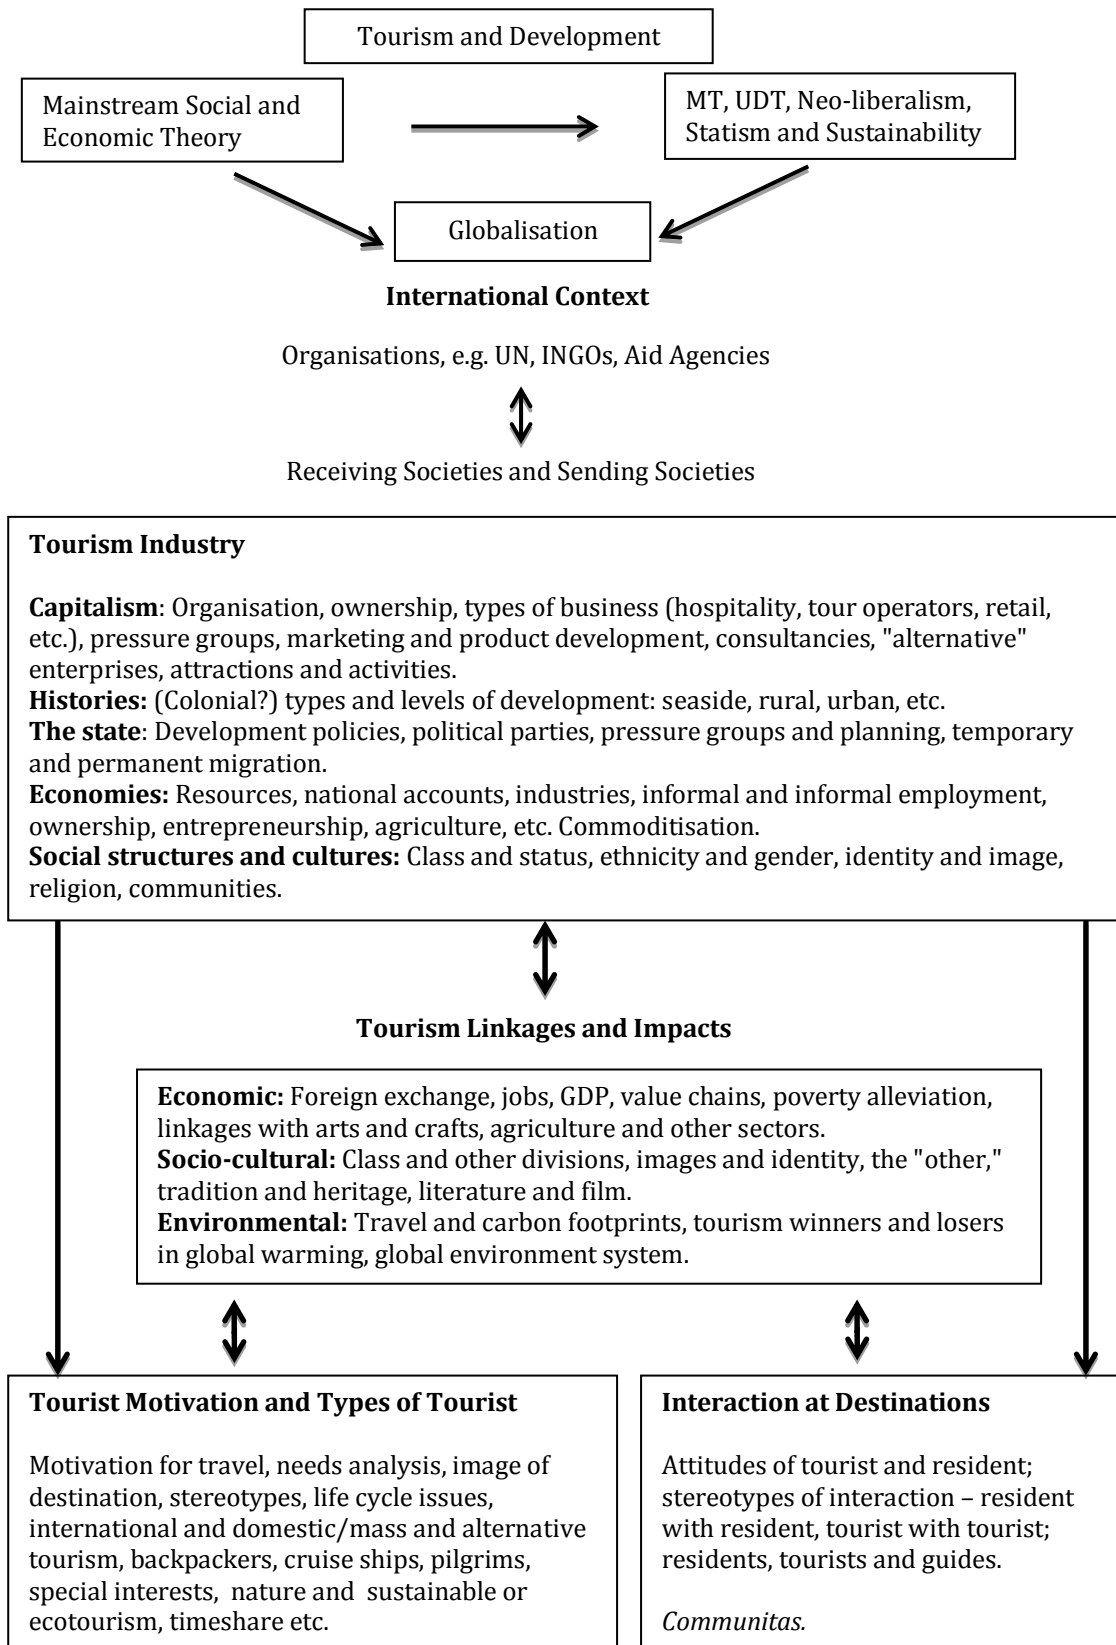 Tourism and Development
Mainstream Social and
Economic Theory
MT, UDT, Neo-liberalism,
Statism and Sustainability
Globalisation
International Context
Organisations, e.g. UN, INGOs, Aid Agencies
Receiving Societies and Sending Societies
Tourism Industry
Capitalism: Organisation, ownership, types of business (hospitality, tour operators, retail,
etc.), pressure groups, marketing and product development, consultancies, "alternative"
enterprises, attractions and activities.
Histories: (Colonial?) types and levels of development: seaside, rural, urban, etc.
The state: Development policies, political parties, pressure groups and planning, temporary
and permanent migration.
Economies: Resources, national accounts, industries, informal and informal employment,
ownership, entrepreneurship, agriculture, etc. Commoditisation.
Social structures and cultures: Class and status, ethnicity and gender, identity and image,
religion, communities.
Tourism Linkages and Impacts
Economic: Foreign exchange, jobs, GDP, value chains, poverty alleviation,
linkages with arts and crafts, agriculture and other sectors.
Socio-cultural: Class and other divisions, images and identity, the "other,"
tradition and heritage, literature and film.
Environmental: Travel and carbon footprints, tourism winners and losers
in global warming, global environment system.
Tourist Motivation and Types of Tourist
Motivation for travel, needs analysis, image of
destination, stereotypes, life cycle issues,
international and domestic/mass and alternative
tourism, backpackers, cruise ships, pilgrims,
special interests, nature and sustainable or
ecotourism, timeshare etc.
Interaction at Destinations
Attitudes of tourist and resident;
stereotypes of interaction – resident
with resident, tourist with tourist;
residents, tourists and guides.
Communitas.